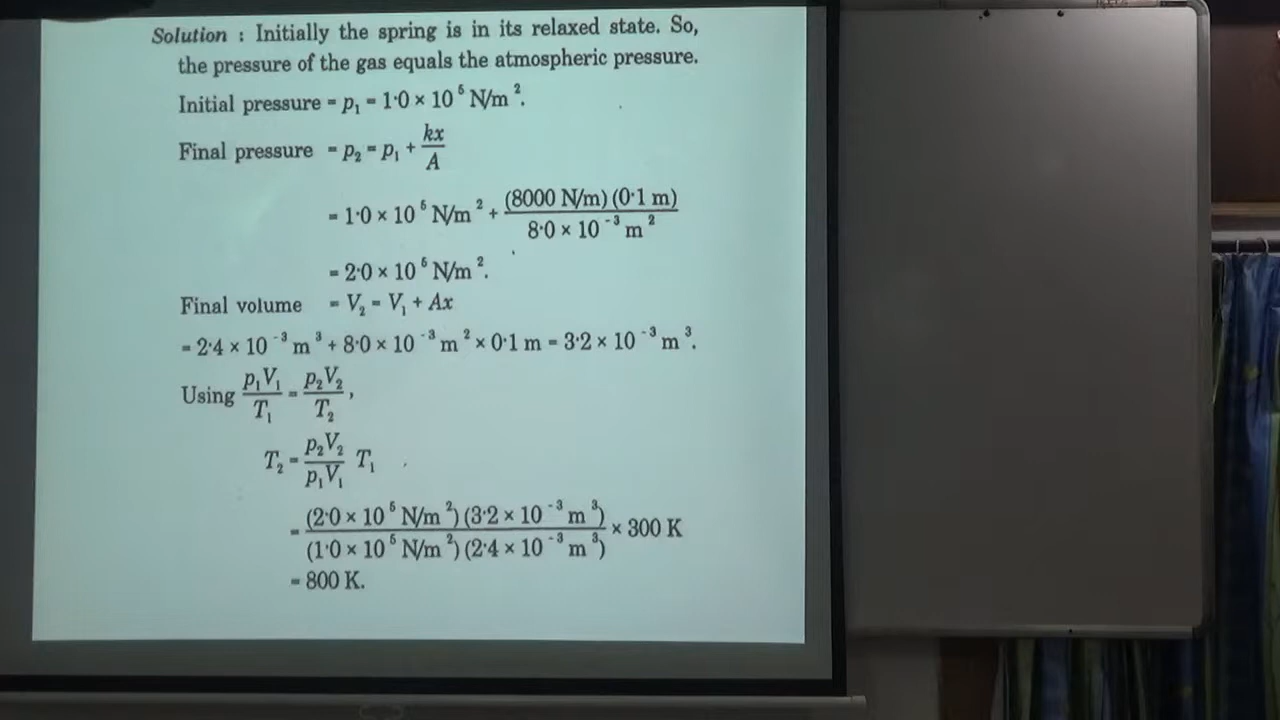 Solution : Initially the spring is in its relaxed state. So,
the pressure of the gas equals the atmospheric pressure.
Initial pressure = p₁ = 1·0 × 10⁵ N/m².
Final pressure = p₂ = p₁ + kx/A
= 1·0 × 10⁵ N/m² + (8000 N/m) (0·1 m)/8·0 × 10⁻³ m²
= 2·0 × 10⁵ N/m².
Final volume = V₂ = V₁ + Ax
= 2·4 × 10⁻³ m³ + 8·0 × 10⁻³ m² × 0·1 m = 3·2 × 10⁻³ m³.
Using p₁V₁/T₁ = p₂V₂/T₂,
T₂ = p₂V₂/p₁V₁ T₁
= (2·0 × 10⁵ N/m²) (3·2 × 10⁻³ m³)/(1·0 × 10⁵ N/m²) (2·4 × 10⁻³ m³) × 300 K
= 800 K.